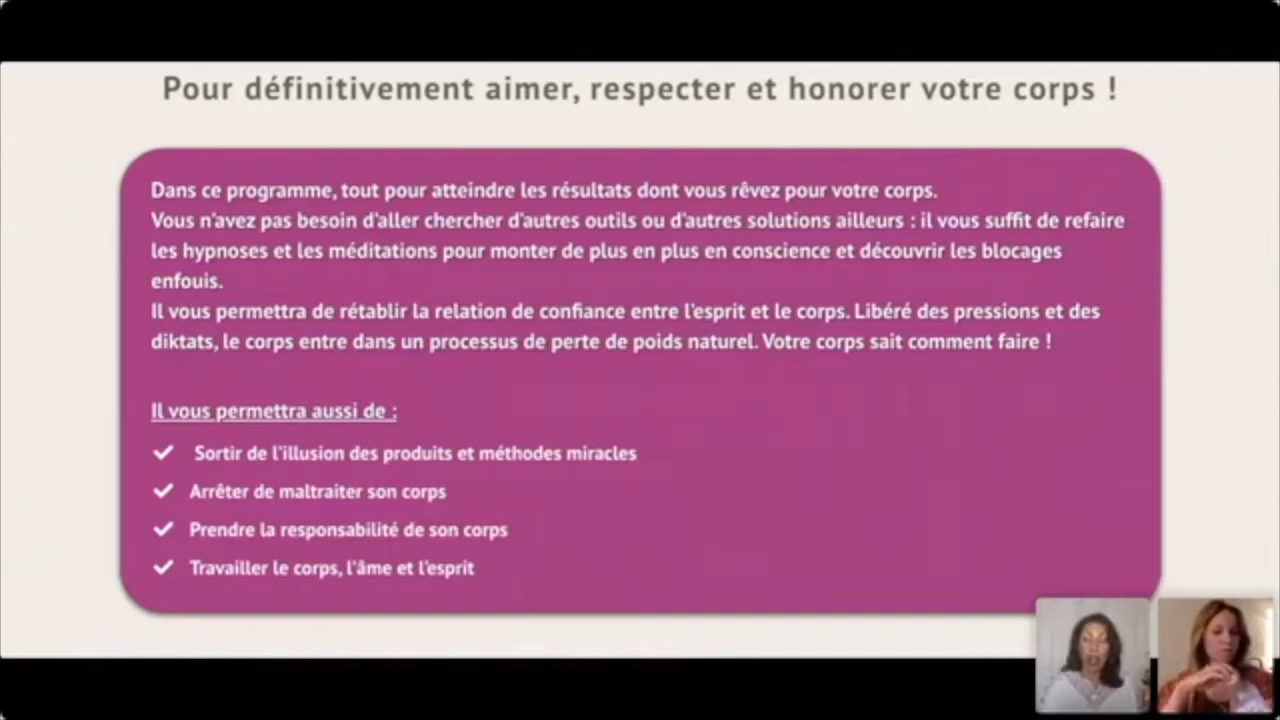 Pour définitivement aimer, respecter et honorer votre corps !
Dans ce programme, tout pour atteindre les résultats dont vous rêvez pour votre corps.
Vous n'avez pas besoin d'aller chercher d'autres outils ou d'autres solutions ailleurs : il vous suffit de refaire
les hypnoses et les méditations pour monter de plus en plus en conscience et découvrir les blocages
enfouis.
Il vous permettra de rétablir la relation de confiance entre l'esprit et le corps. Libéré des pressions et des
diktats, le corps entre dans un processus de perte de poids naturel. Votre corps sait comment faire !
Il vous permettra aussi de :
✓ Sortir de l'illusion des produits et méthodes miracles
✓ Arrêter de maltraiter son corps
✓ Prendre la responsabilité de son corps
✓ Travailler le corps, l'âme et l'esprit